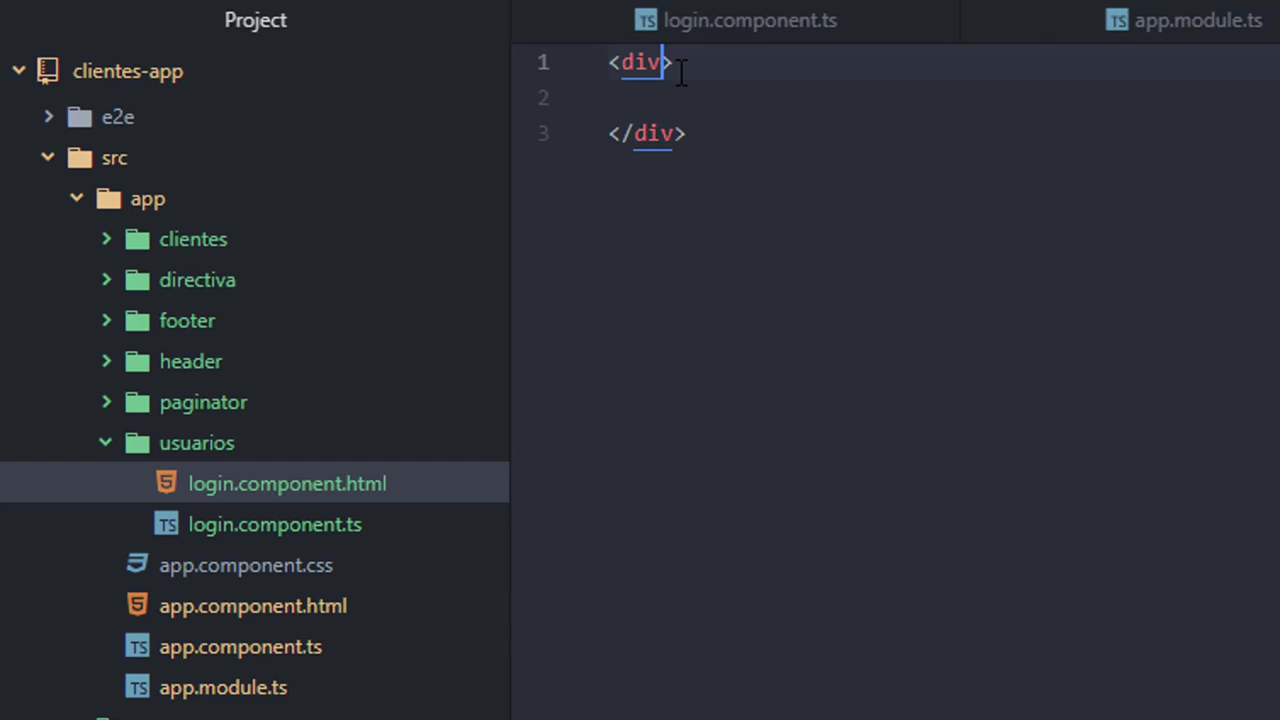 Project
clientes-app
e2e
src
app
clientes
directiva
footer
header
paginator
usuarios
login.component.html
login.component.ts
app.component.css
app.component.html
app.component.ts
app.module.ts
login.component.ts
app.module.ts
1 <div>
2
3 </div>